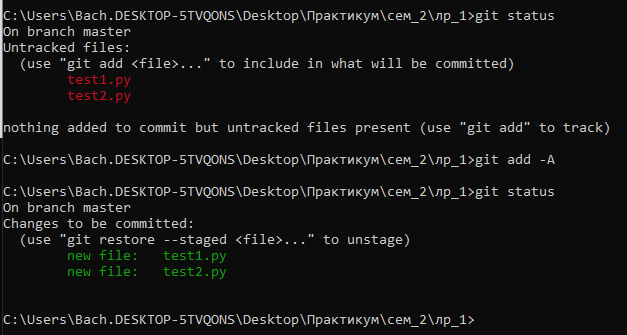 C:\Users\Bach.DESKTOP-5TVQONS\Desktop\Практикум\сем_2\лр_1>git status
On branch master
Untracked files:
  (use "git add <file>..." to include in what will be committed)
        test1.py
        test2.py
nothing added to commit but untracked files present (use "git add" to track)
C:\Users\Bach.DESKTOP-5TVQONS\Desktop\Практикум\сем_2\лр_1>git add -A
C:\Users\Bach.DESKTOP-5TVQONS\Desktop\Практикум\сем_2\лр_1>git status
On branch master
Changes to be committed:
  (use "git restore --staged <file>..." to unstage)
        new file:   test1.py
        new file:   test2.py
C:\Users\Bach.DESKTOP-5TVQONS\Desktop\Практикум\сем_2\лр_1>